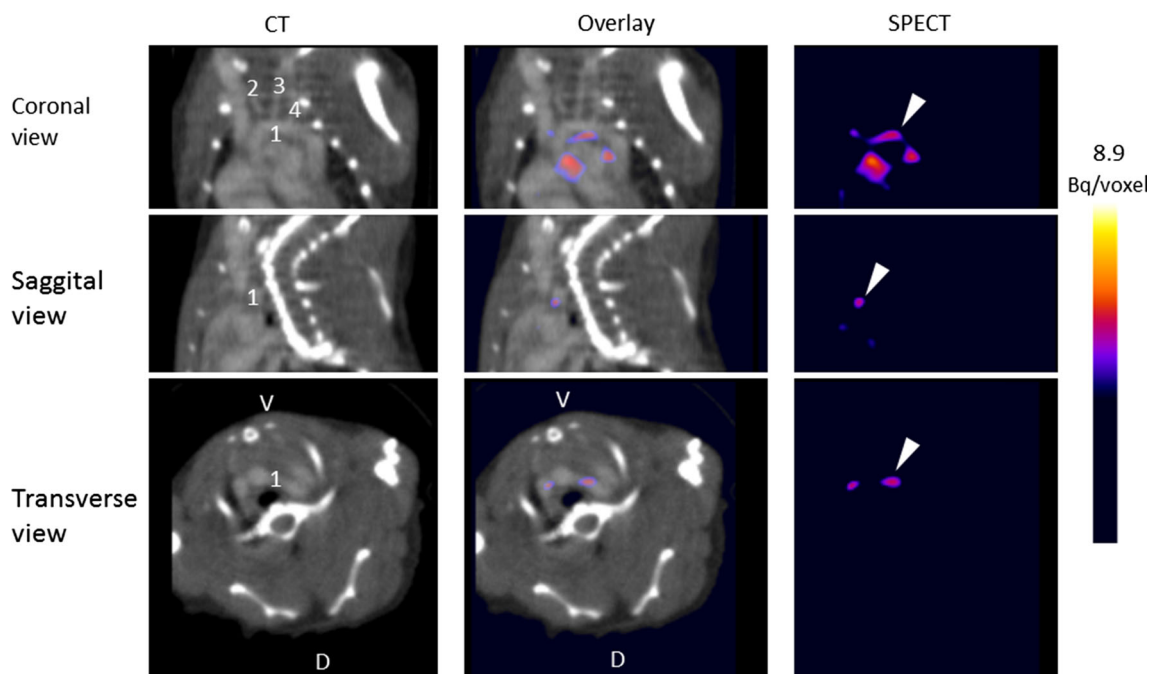 CT
Overlay
SPECT
Coronal
view
2
3
4
1
8.9
Bq/voxel
Saggital
view
1
V
V
1
Transverse
view
D
D